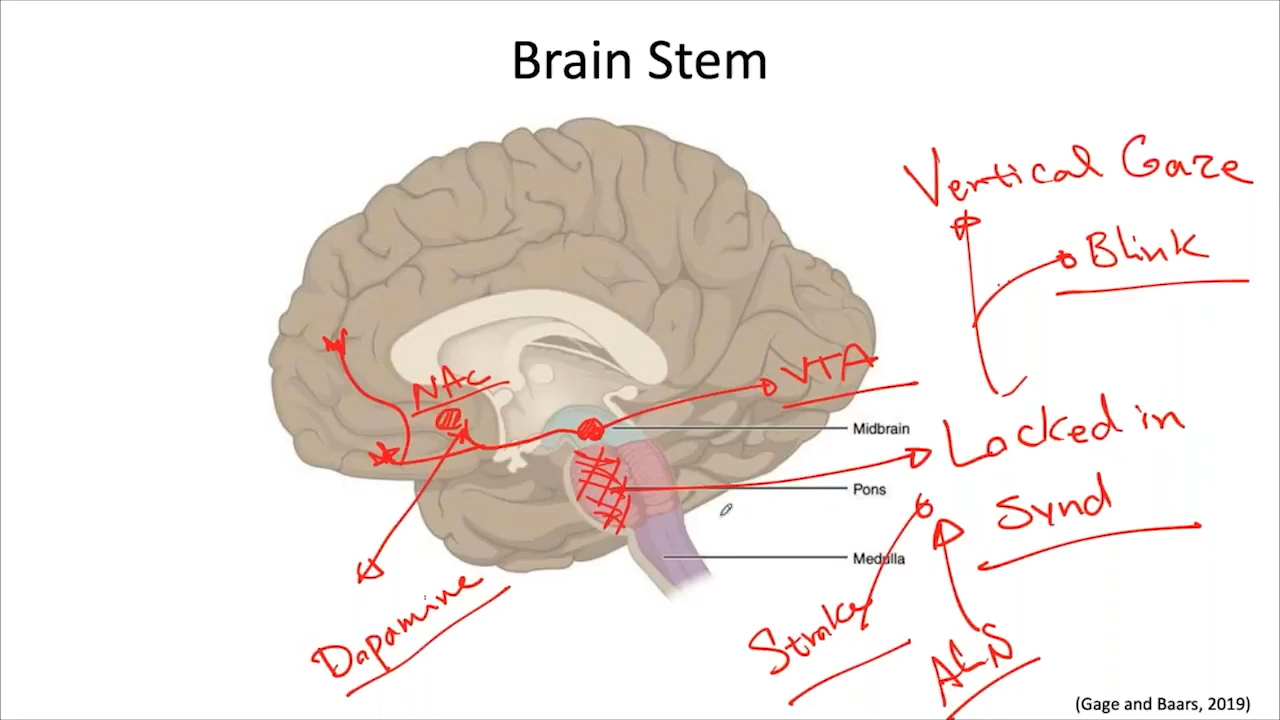 Brain Stem
Vertical Gaze
Blink
NAc
VTA
Midbrain
Locked in
Pons
Synd
Medulla
Dopamine
Stroke
(Gage and Baars, 2019)